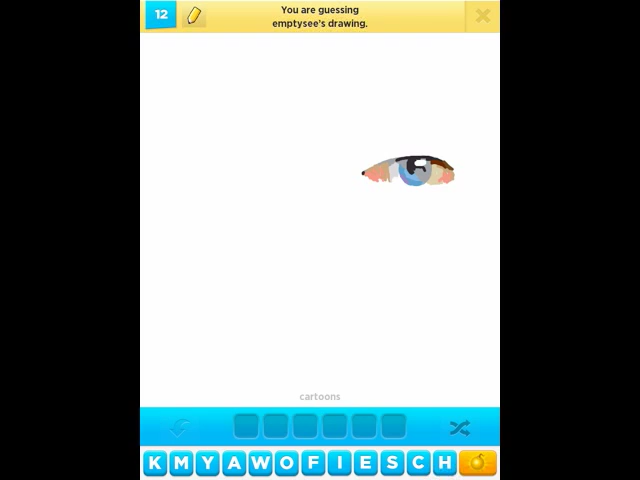 12
You are guessing
emptysee's drawing.
cartoons
K M Y A W O F I E S C H